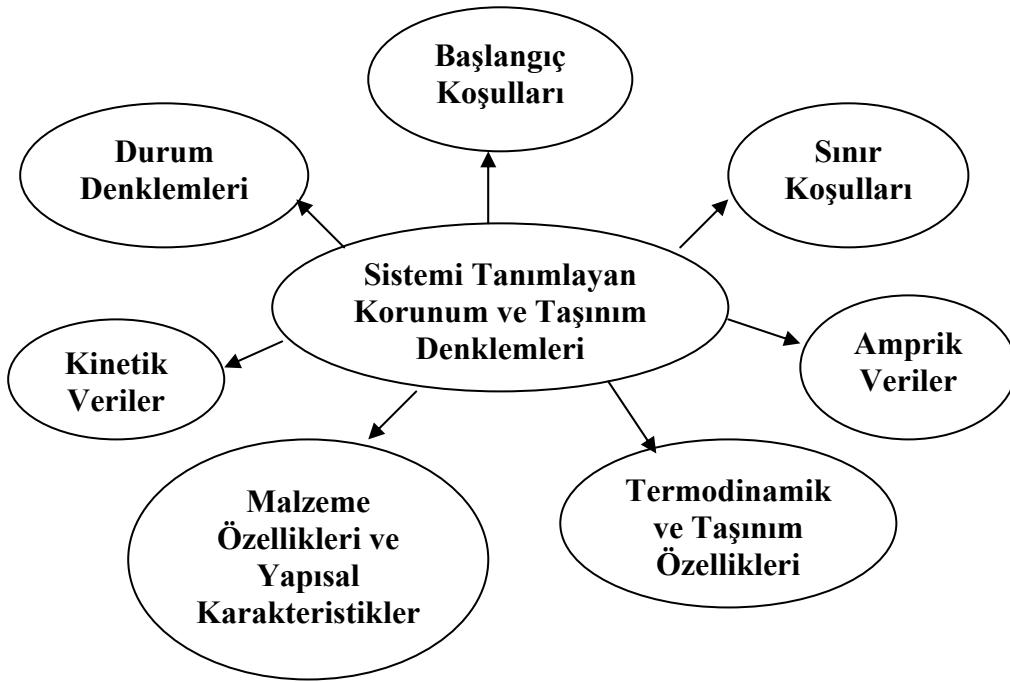 Başlangıç
Koşulları
Durum
Denklemleri
Sınır
Koşulları
Sistemi Tanımlayan
Korunum ve Taşınım
Denklemleri
Kinetik
Veriler
Amprik
Veriler
Malzeme
Özellikleri ve
Yapısal
Karakteristikler
Termodinamik
ve Taşınım
Özellikleri